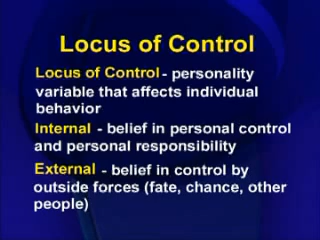 Locus of Control
Locus of Control - personality
variable that affects individual
behavior
Internal - belief in personal control
and personal responsibility
External - belief in control by
outside forces (fate, chance, other
people)